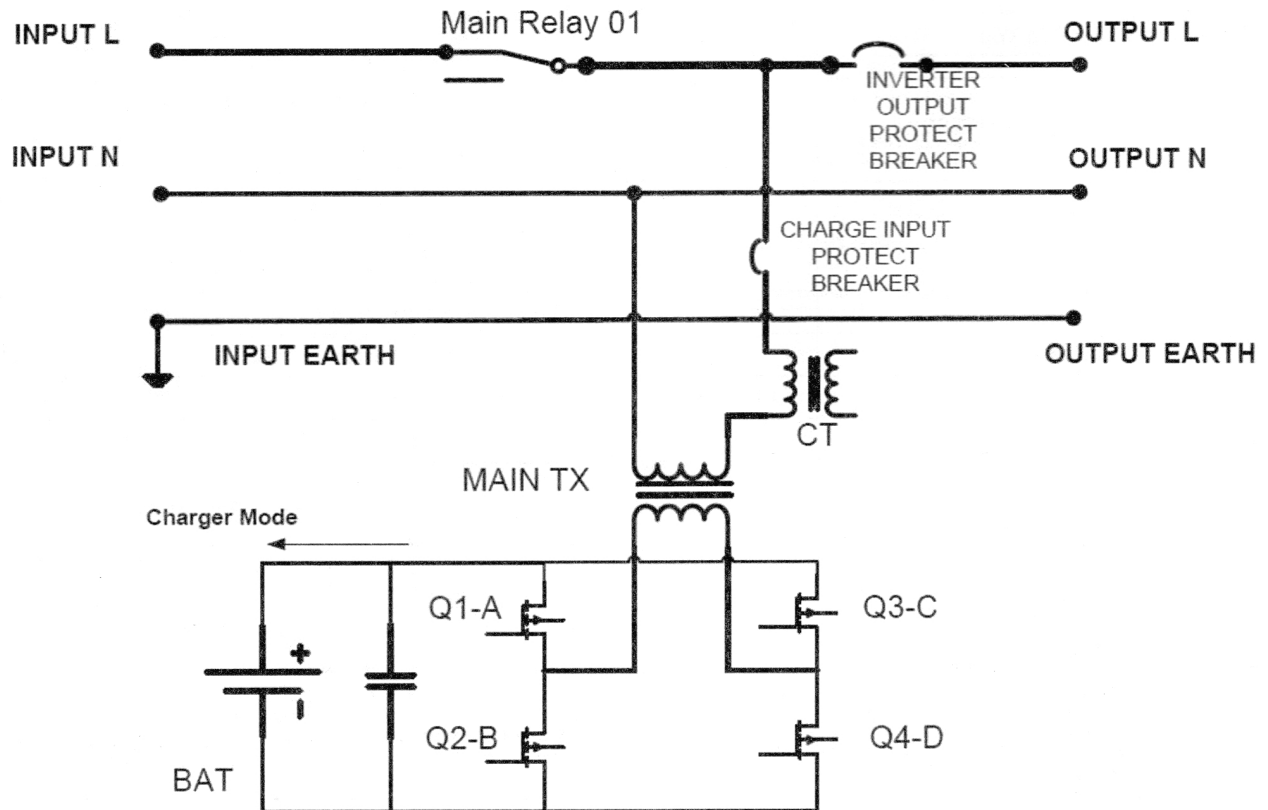 Main Relay 01
INPUT L
OUTPUT L
INVERTER
OUTPUT
PROTECT
BREAKER
INPUT N
OUTPUT N
CHARGE INPUT
PROTECT
BREAKER
INPUT EARTH
OUTPUT EARTH
CT
MAIN TX
Charger Mode
Q1-A
Q3-C
+
Q2-B
Q4-D
BAT